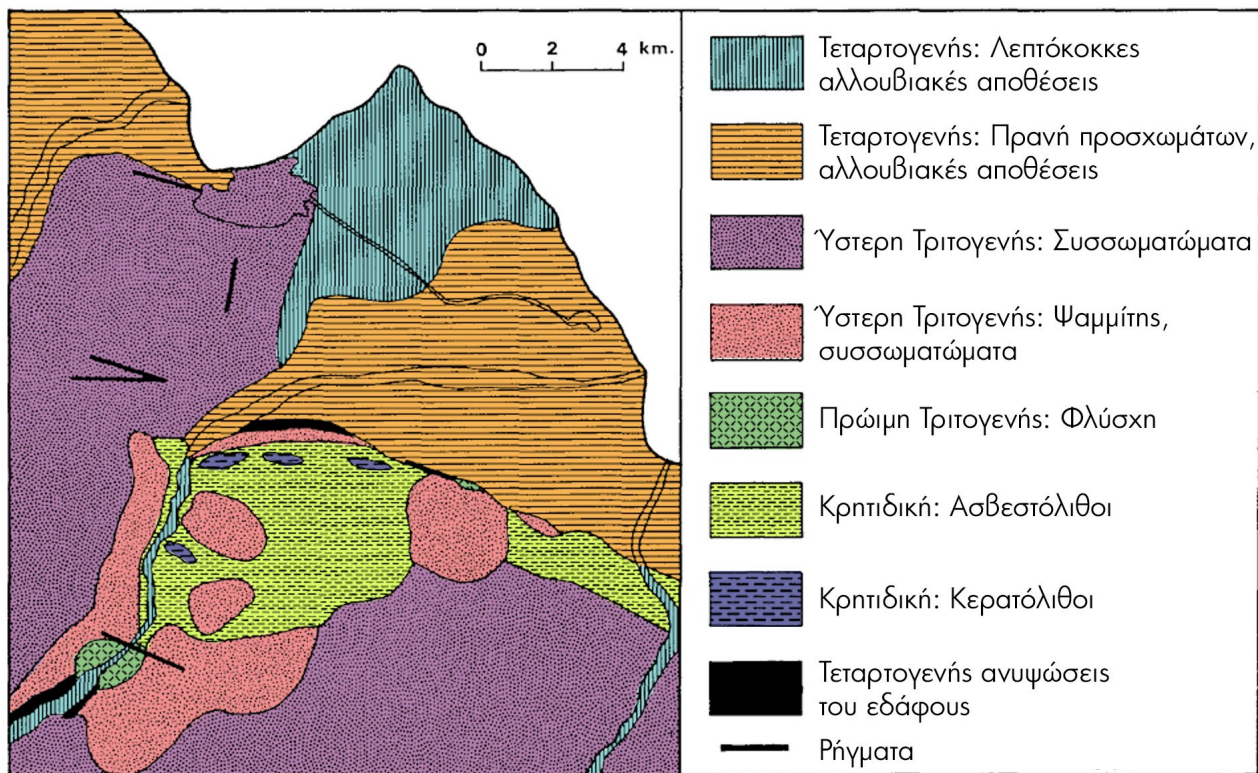 0 2 4 km.
Τεταρτογενής: Λεπτόκοκκες
αλλουβιακές αποθέσεις
Τεταρτογενής: Πρανή προσχωμάτων,
αλλουβιακές αποθέσεις
Ύστερη Τριτογενής: Συσσωματώματα
Ύστερη Τριτογενής: Ψαμμίτης,
συσσωματώματα
Πρώιμη Τριτογενής: Φλύσχη
Κρητιδική: Ασβεστόλιθοι
Κρητιδική: Κερατόλιθοι
Τεταρτογενής ανυψώσεις
του εδάφους
Ρήγματα